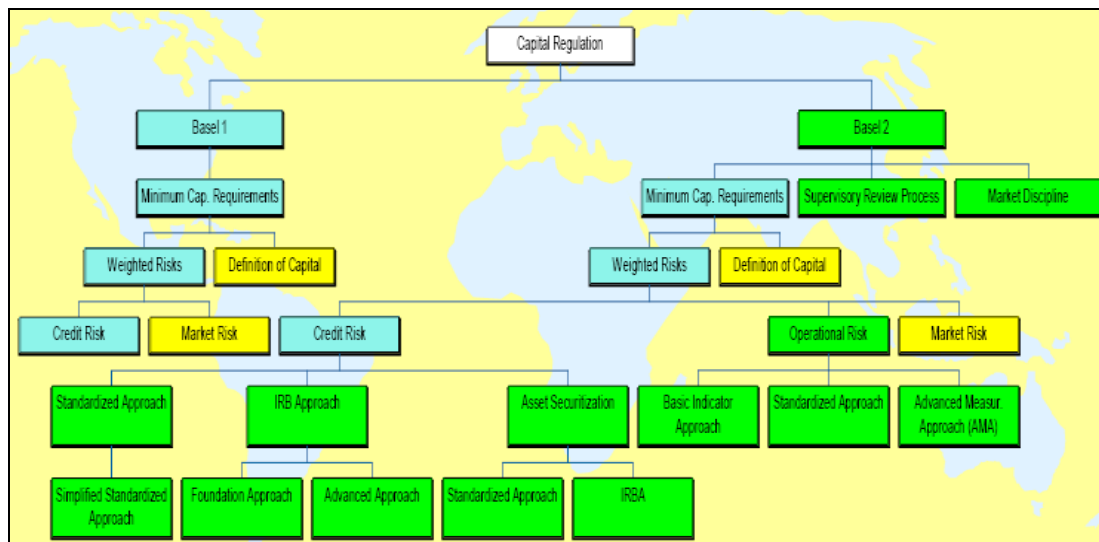 Capital Regulation
Basel 1
Basel 2
Minimum Cap. Requirements
Minimum Cap. Requirements
Supervisory Review Process
Market Discipline
Weighted Risks
Definition of Capital
Weighted Risks
Definition of Capital
Credit Risk
Market Risk
Credit Risk
Operational Risk
Market Risk
Standardized Approach
IRB Approach
Asset Securitization
Basic Indicator
Approach
Standardized Approach
Advanced Measur.
Approach (AMA)
Simplified Standardized
Approach
Foundation Approach
Advanced Approach
Standardized Approach
IRBA